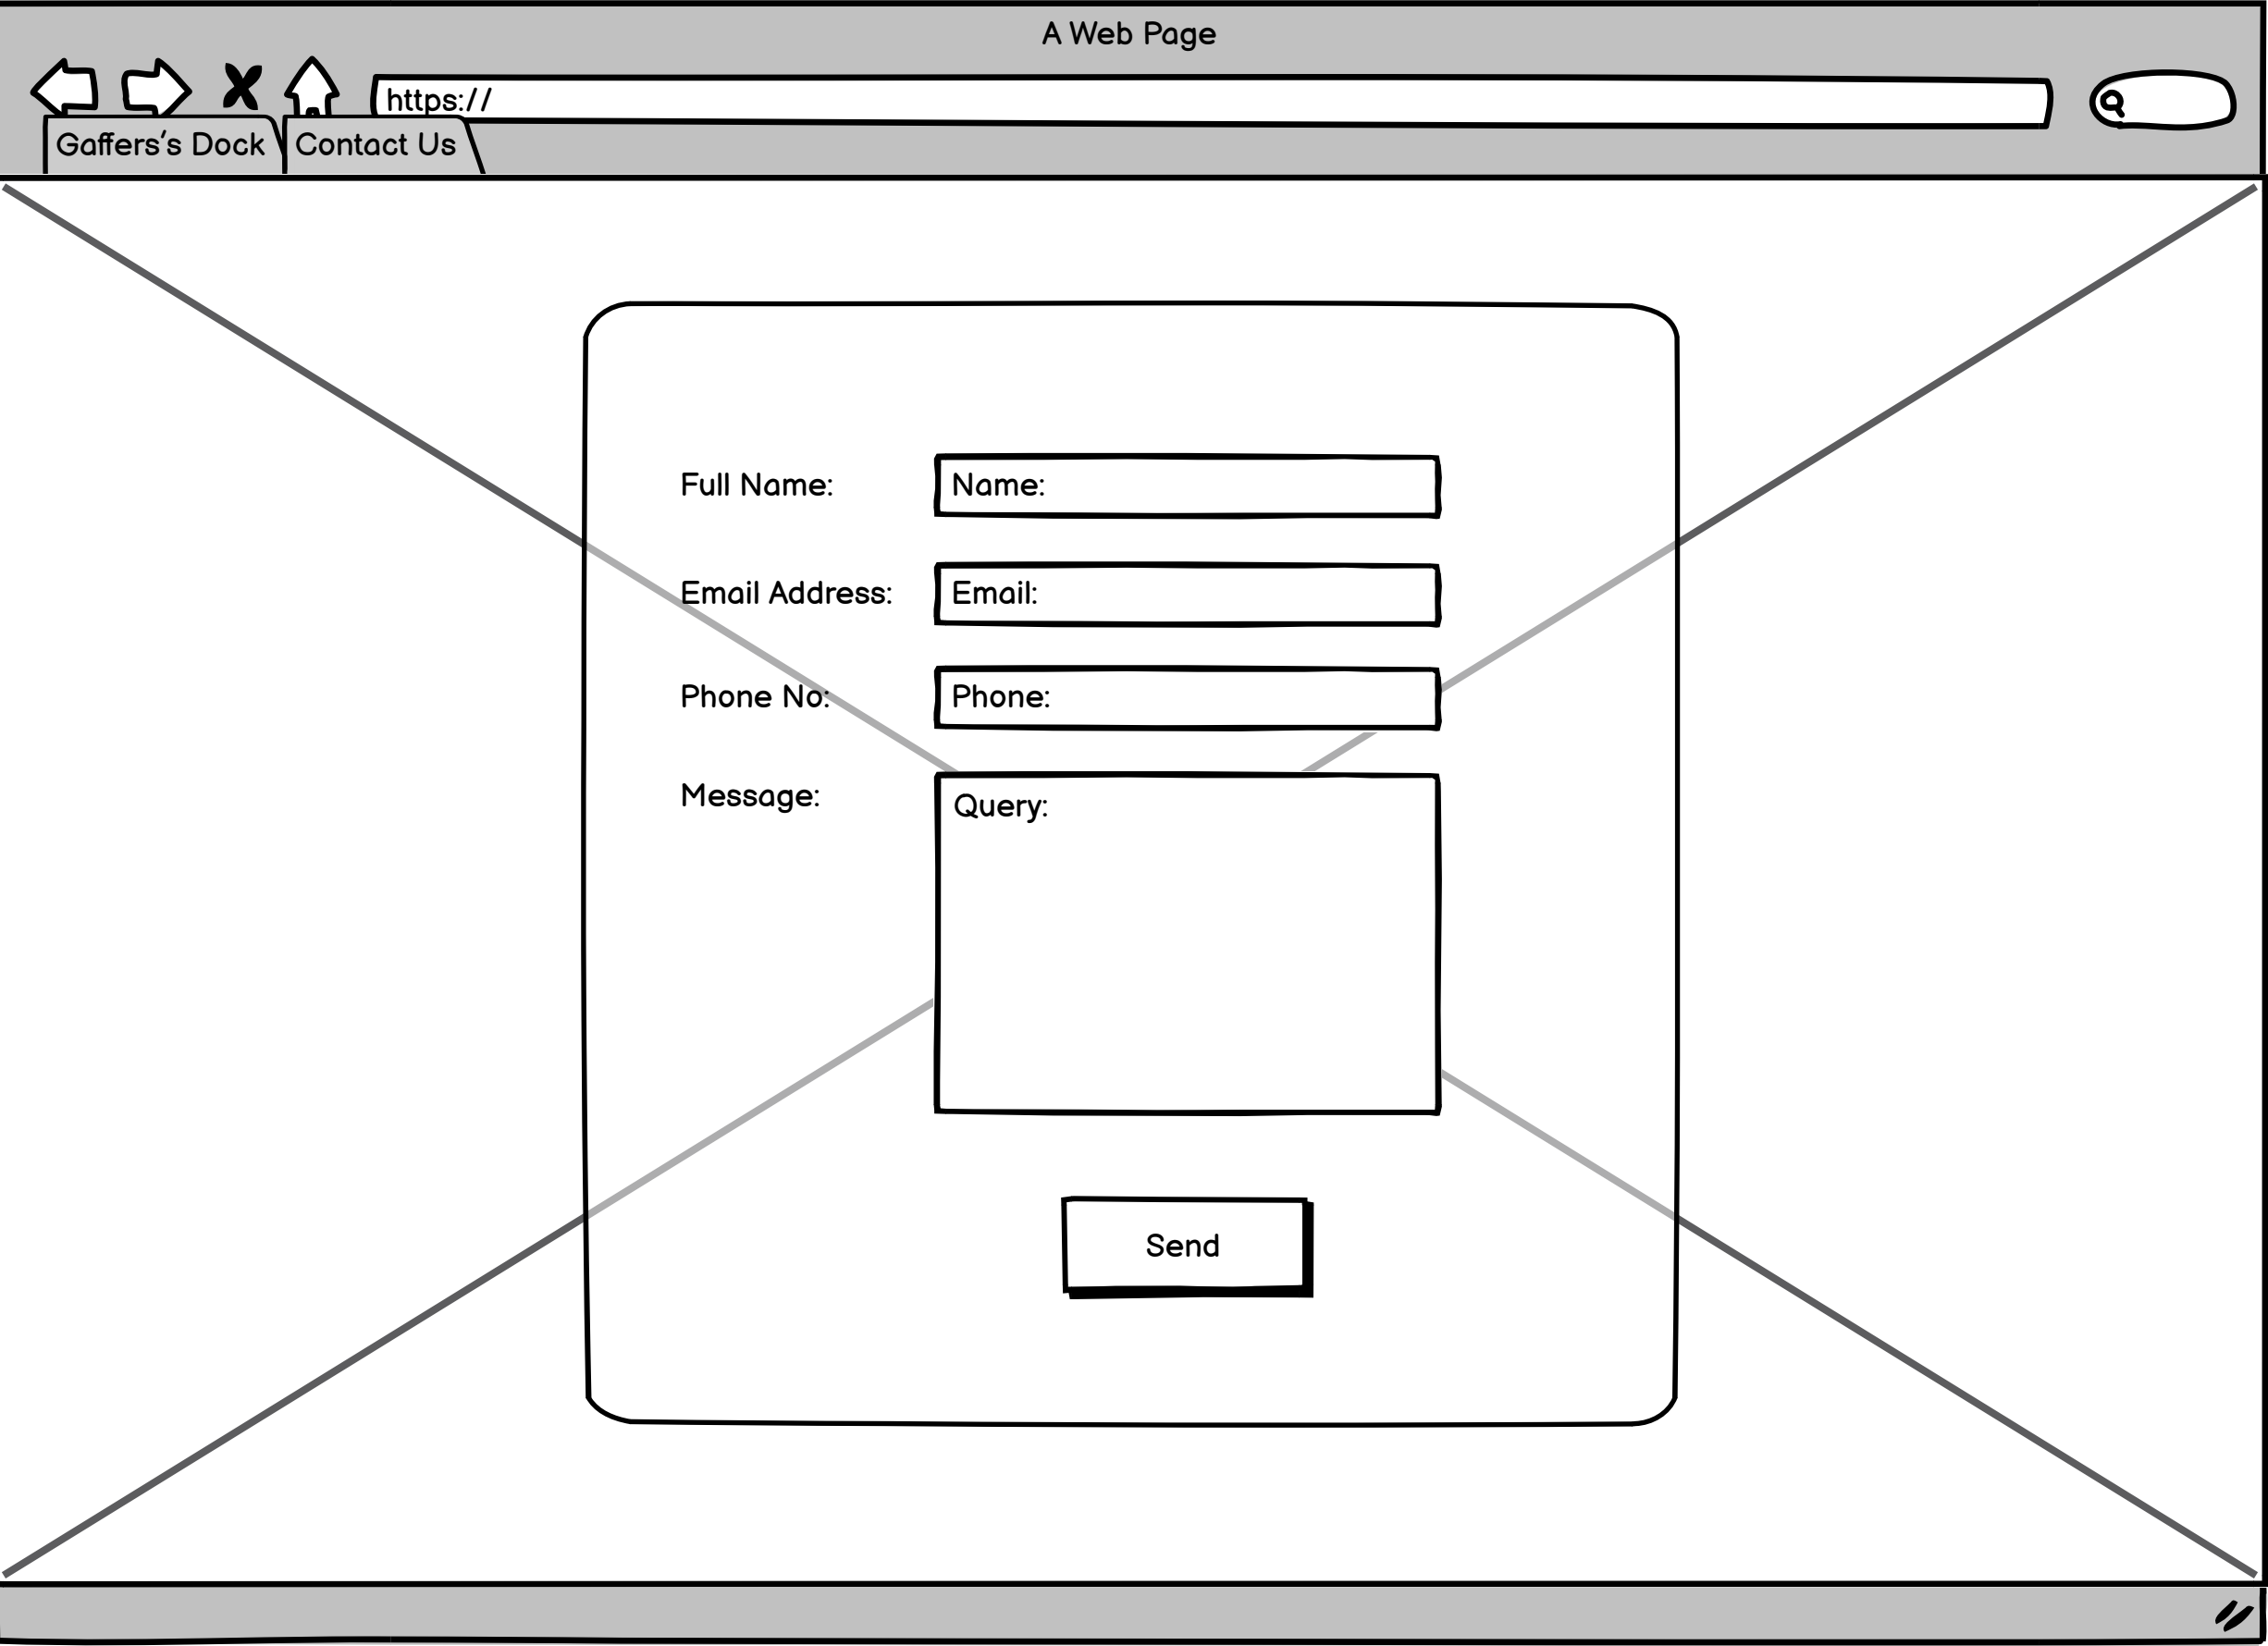 A Web Page
https://
Gaffers's Dock
Contact Us
Full Name:
Name:
Email Address:
Email:
Phone No:
Phone:
Message:
Query:
Send